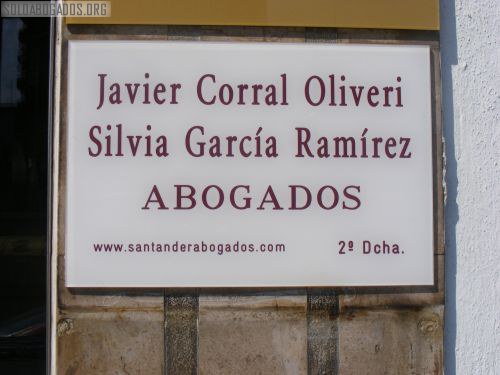 SOLOABOGADOS.ORG
Javier Corral Oliveri
Silvia García Ramírez
ABOGADOS
www.santanderabogados.com 2º Dcha.